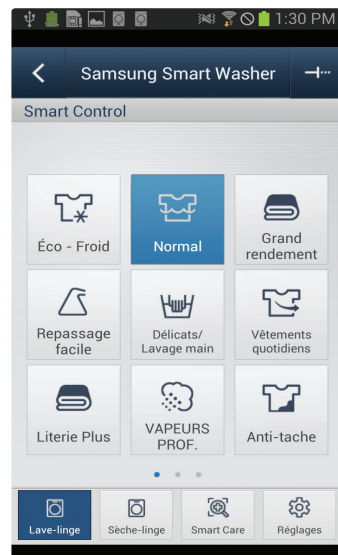 1:30 PM
Samsung Smart Washer
Smart Control
Éco - Froid
Normal
Grand
rendement
Repassage
facile
Délicats/
Lavage main
Vêtements
quotidiens
Literie Plus
VAPEURS
PROF.
Anti-tache
Lave-linge
Sèche-linge
Smart Care
Réglages